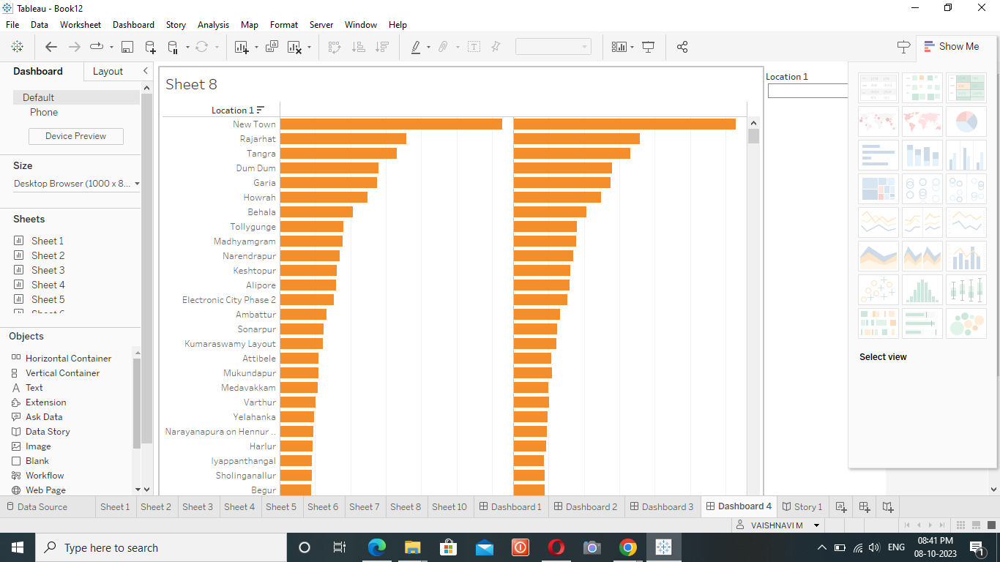 Tableau - Book12
File Data Worksheet Dashboard Story Analysis Map Format Server Window Help
Show Me
Dashboard Layout
Default
Phone
Device Preview
Size
Desktop Browser (1000 x 8...
Sheets
Sheet 1
Sheet 2
Sheet 3
Sheet 4
Sheet 5
Objects
Horizontal Container
Vertical Container
Text
Extension
Ask Data
Data Story
Image
Blank
Workflow
Web Page
Sheet 8
Location 1
New Town
Rajarhat
Tangra
Dum Dum
Garia
Howrah
Behala
Tollygunge
Madhyamgram
Narendrapur
Keshtopur
Alipore
Electronic City Phase 2
Ambattur
Sonarpur
Kumaraswamy Layout
Attibele
Mukundapur
Medavakkam
Varthur
Yelahanka
Narayanapura on Hennur ..
Harlur
Iyappanthangal
Sholinganallur
Begur
Location 1
Select view
Data Source Sheet 1 Sheet 2 Sheet 3 Sheet 4 Sheet 5 Sheet 6 Sheet 7 Sheet 8 Sheet 10 Dashboard 1 Dashboard 2 Dashboard 3 Dashboard 4 Story 1
VAISHNAVI M
Type here to search
ENG
08:41 PM
08-10-2023
1